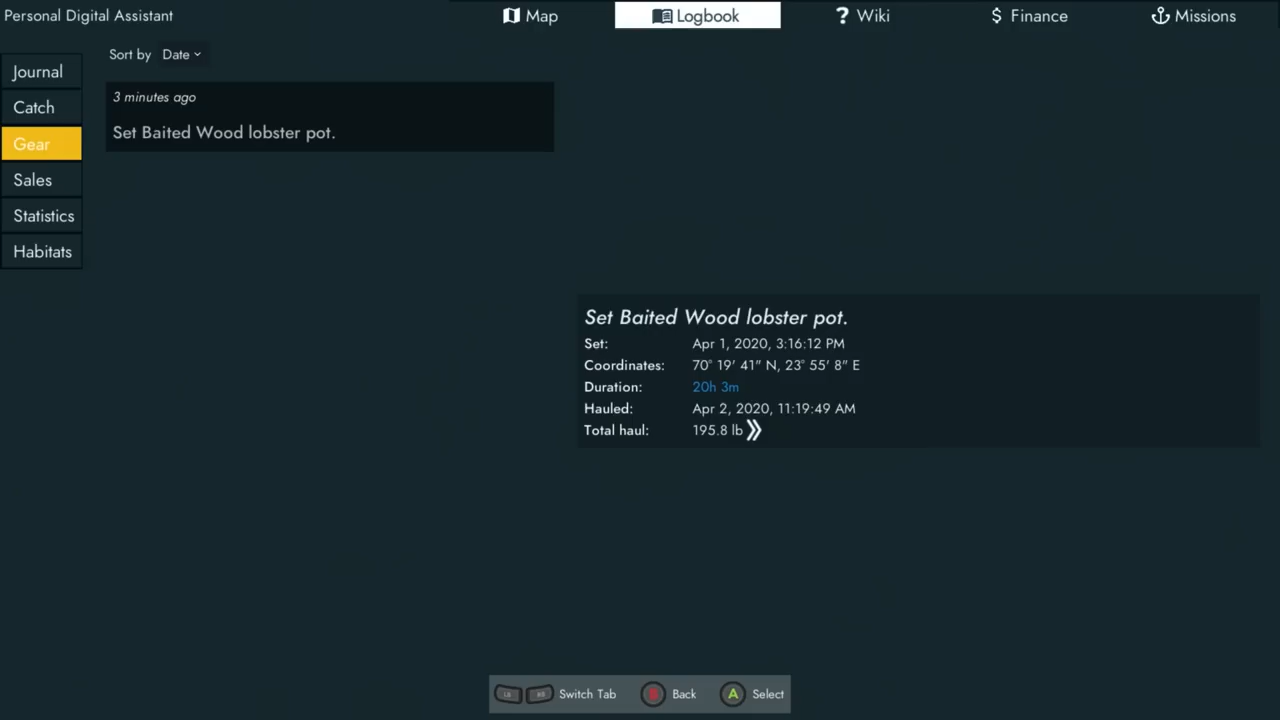 Personal Digital Assistant
Map
Logbook
? Wiki
$ Finance
Missions
Sort by Date
Journal
Catch
Gear
Sales
Statistics
Habitats
3 minutes ago
Set Baited Wood lobster pot.
Set Baited Wood lobster pot.
Set: Apr 1, 2020, 3:16:12 PM
Coordinates: 70° 19' 41" N, 23° 55' 8" E
Duration: 20h 3m
Hauled: Apr 2, 2020, 11:19:49 AM
Total haul: 195.8 lb
LB RB Switch Tab B Back A Select